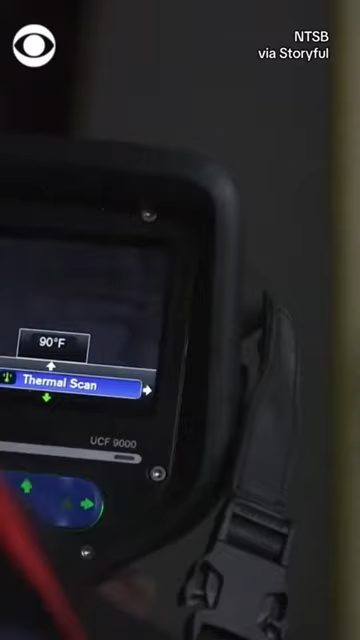 NTSB
via Storyful
90°F
Thermal Scan
UCF 9000